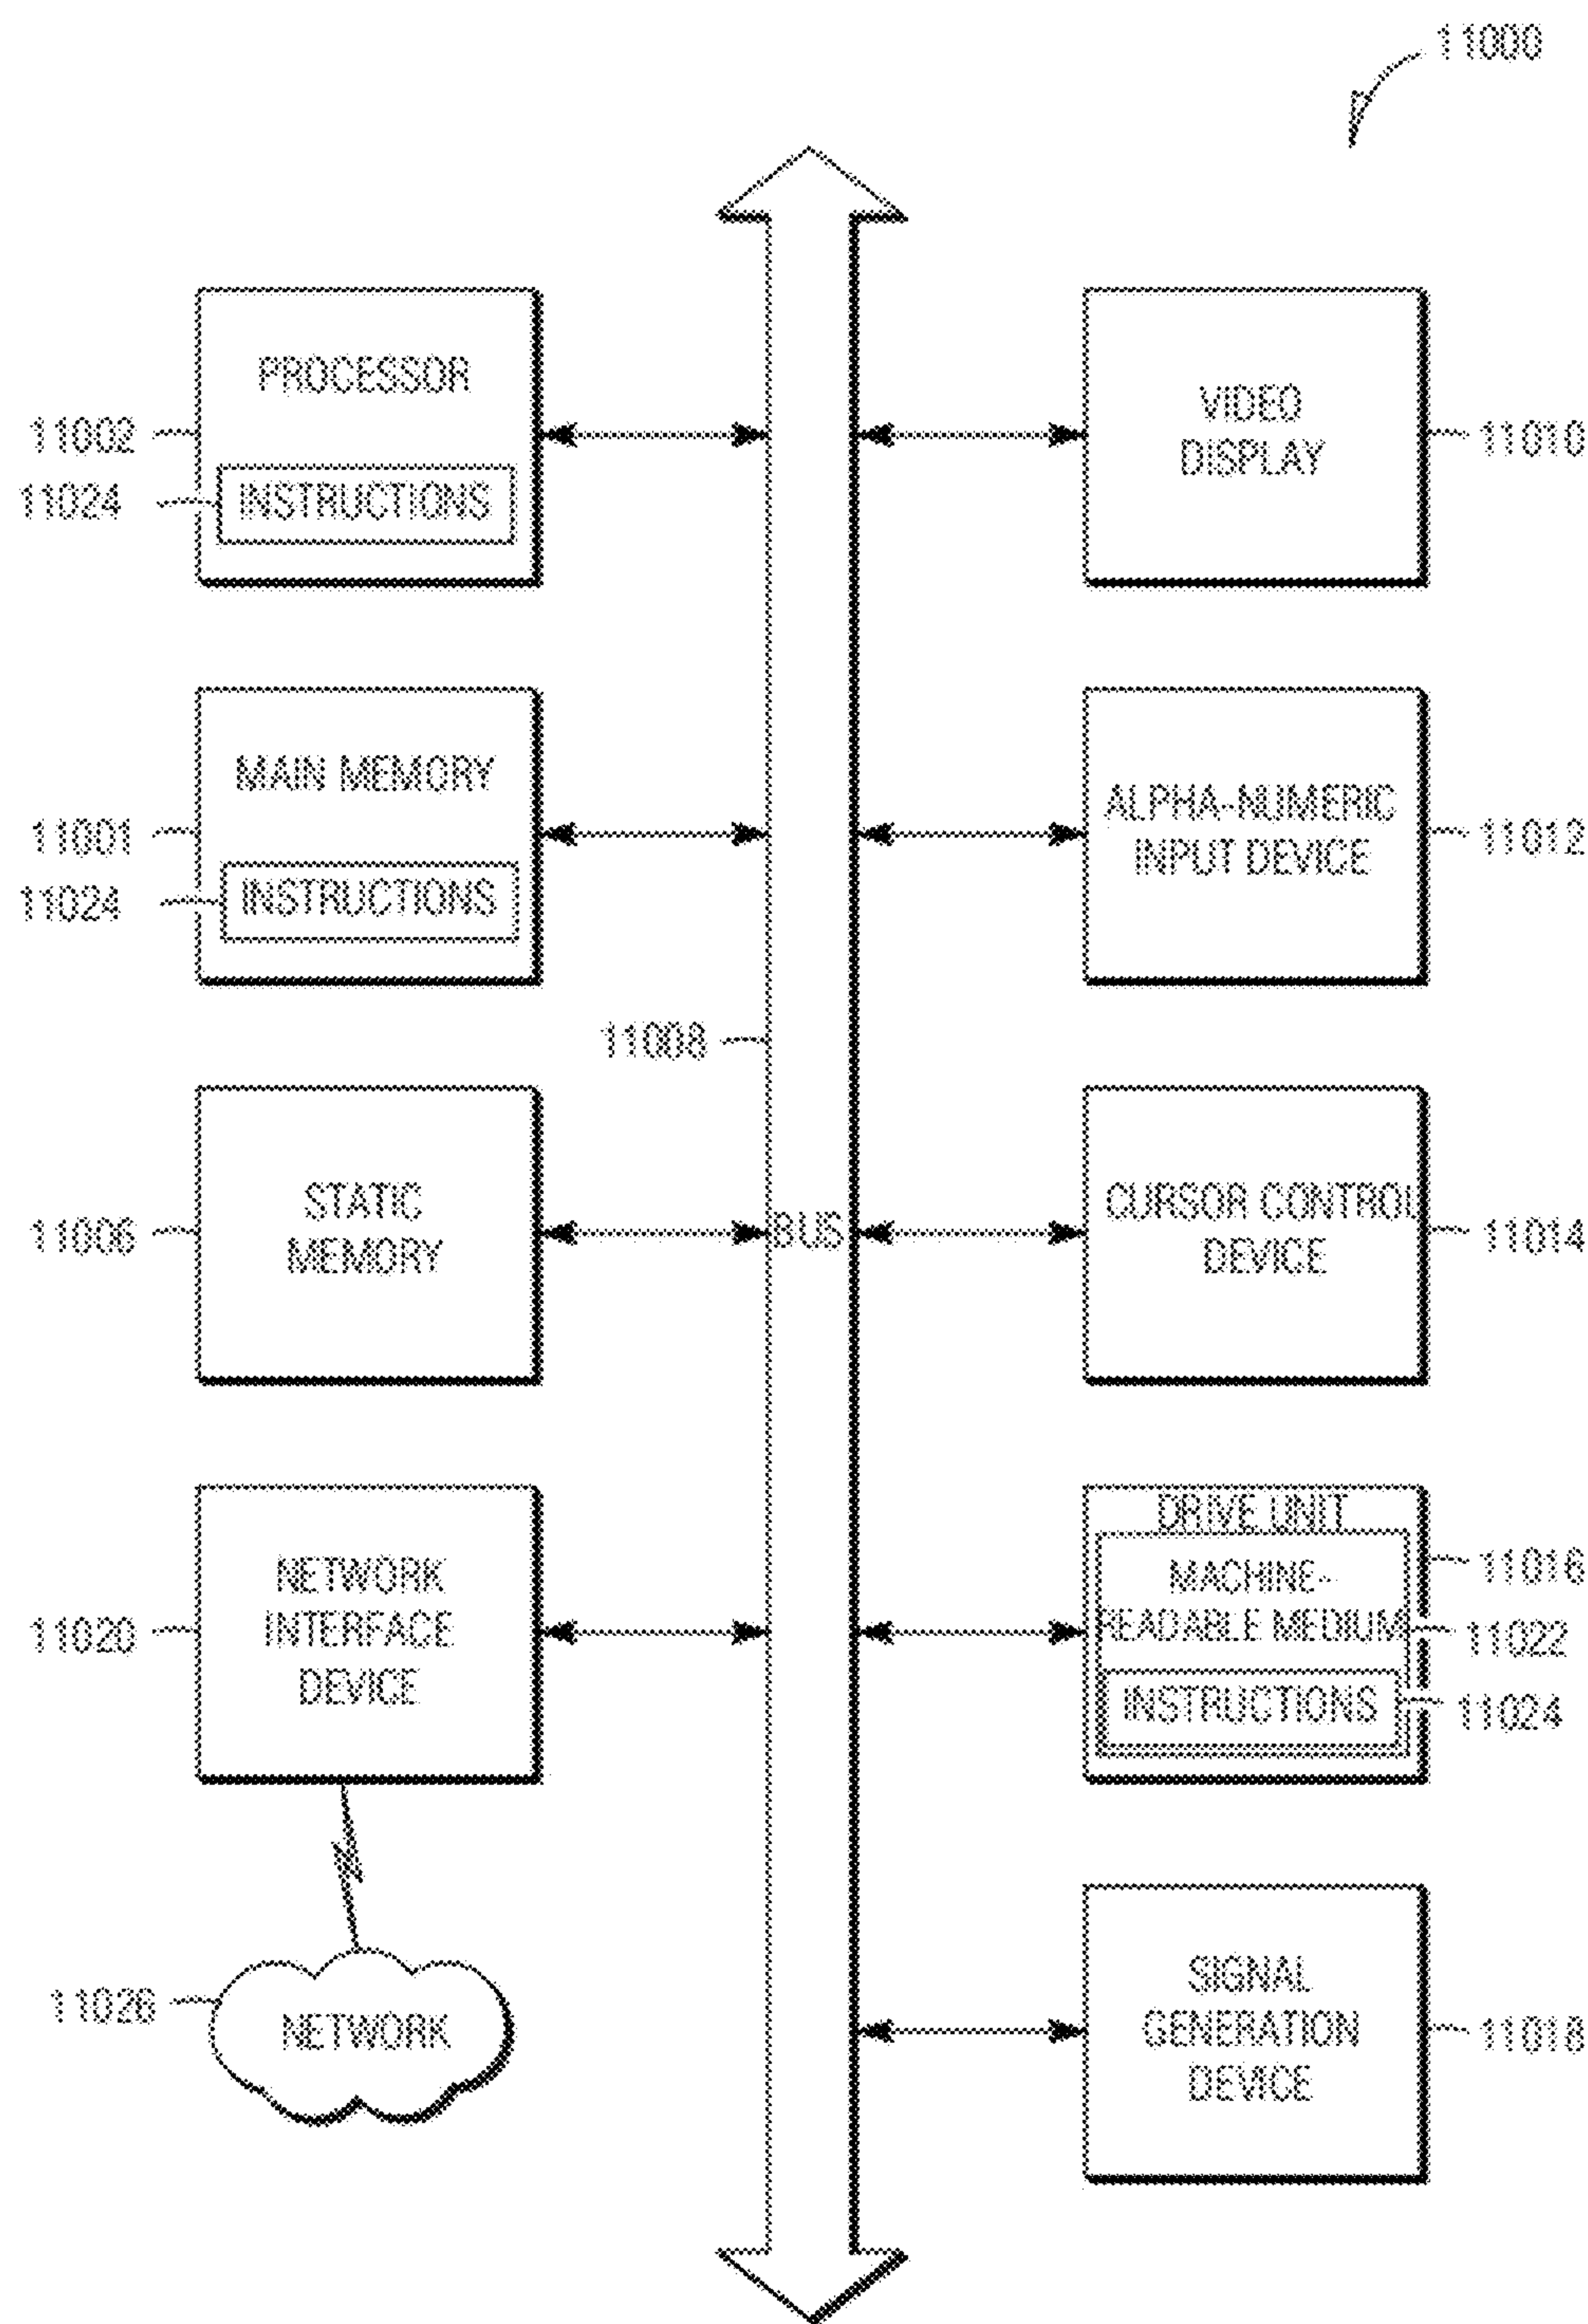 11000
PROCESSOR
11002
11024
INSTRUCTIONS
VIDEO
DISPLAY
11010
MAIN MEMORY
11001
11024
INSTRUCTIONS
ALPHA-NUMERIC
INPUT DEVICE
11012
11008
STATIC
MEMORY
11006
BUS
CURSOR CONTROL
DEVICE
11014
NETWORK
INTERFACE
DEVICE
11020
DRIVE UNIT
11016
MACHINE-
READABLE MEDIUM
11022
INSTRUCTIONS
11024
11026
NETWORK
SIGNAL
GENERATION
DEVICE
11018